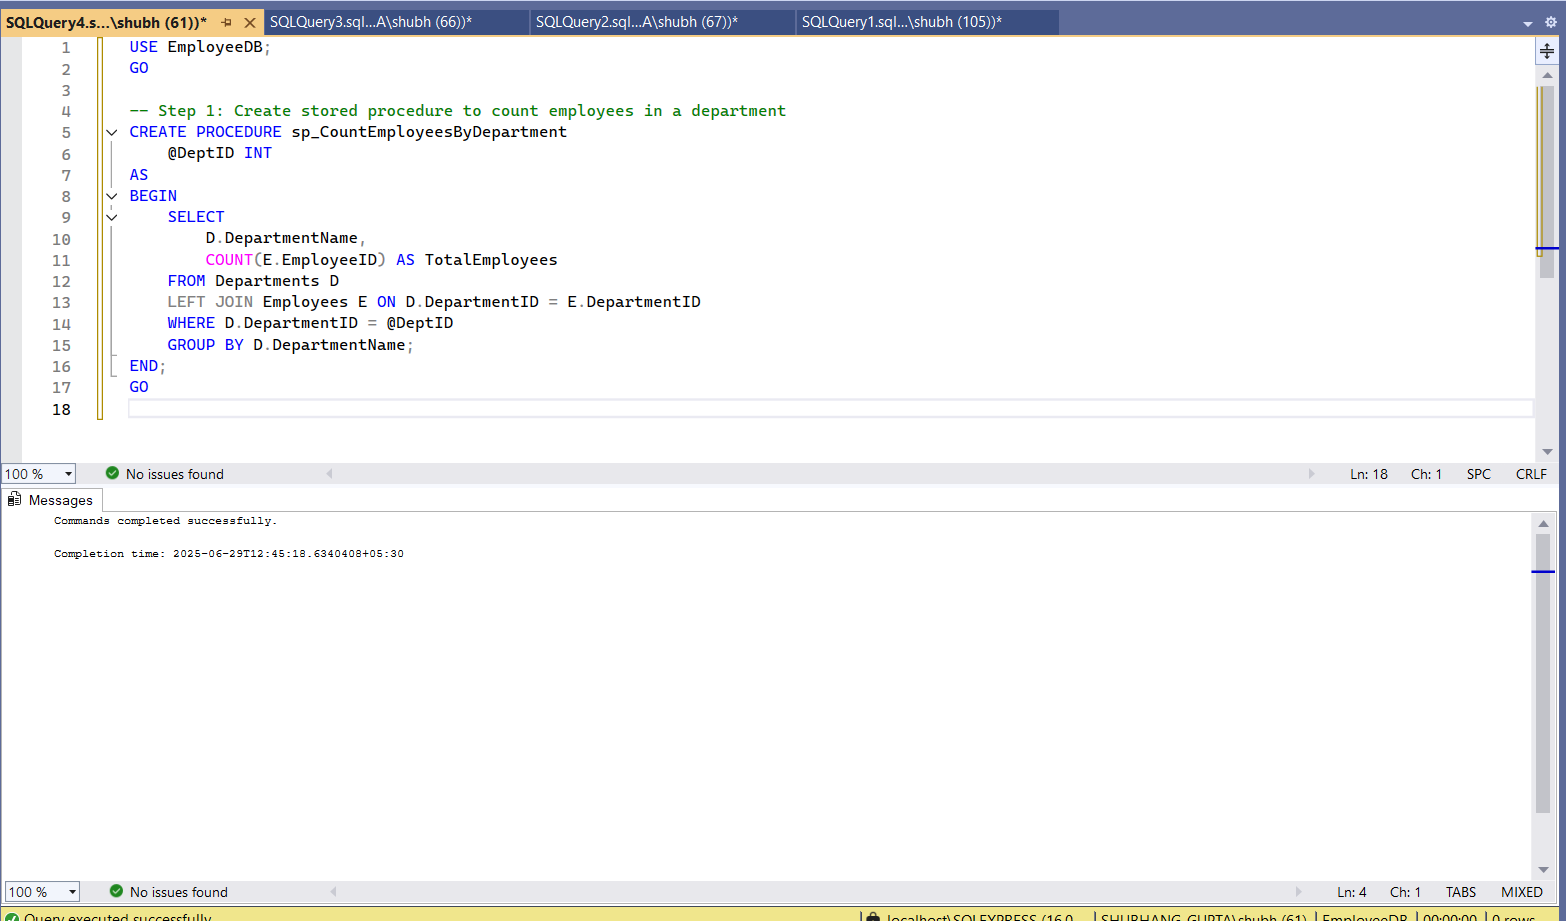 SQLQuery4.s...\shubh (61))* SQLQuery3.sql...A\shubh (66))* SQLQuery2.sql...A\shubh (67))* SQLQuery1.sql...\shubh (105))*
1 USE EmployeeDB;
2 GO
3
4 -- Step 1: Create stored procedure to count employees in a department
5 CREATE PROCEDURE sp_CountEmployeesByDepartment
6 @DeptID INT
7 AS
8 BEGIN
9 SELECT
10 D.DepartmentName,
11 COUNT(E.EmployeeID) AS TotalEmployees
12 FROM Departments D
13 LEFT JOIN Employees E ON D.DepartmentID = E.DepartmentID
14 WHERE D.DepartmentID = @DeptID
15 GROUP BY D.DepartmentName;
16 END;
17 GO
18
100 % No issues found Ln: 18 Ch: 1 SPC CRLF
Messages
Commands completed successfully.
Completion time: 2025-06-29T12:45:18.6340408+05:30
100 % No issues found Ln: 4 Ch: 1 TABS MIXED
Query executed successfully. localhost\SQLEXPRESS (16.0 ... SHUBHANG_GUPTA\shubh (61) EmployeeDB 00:00:00 0 rows